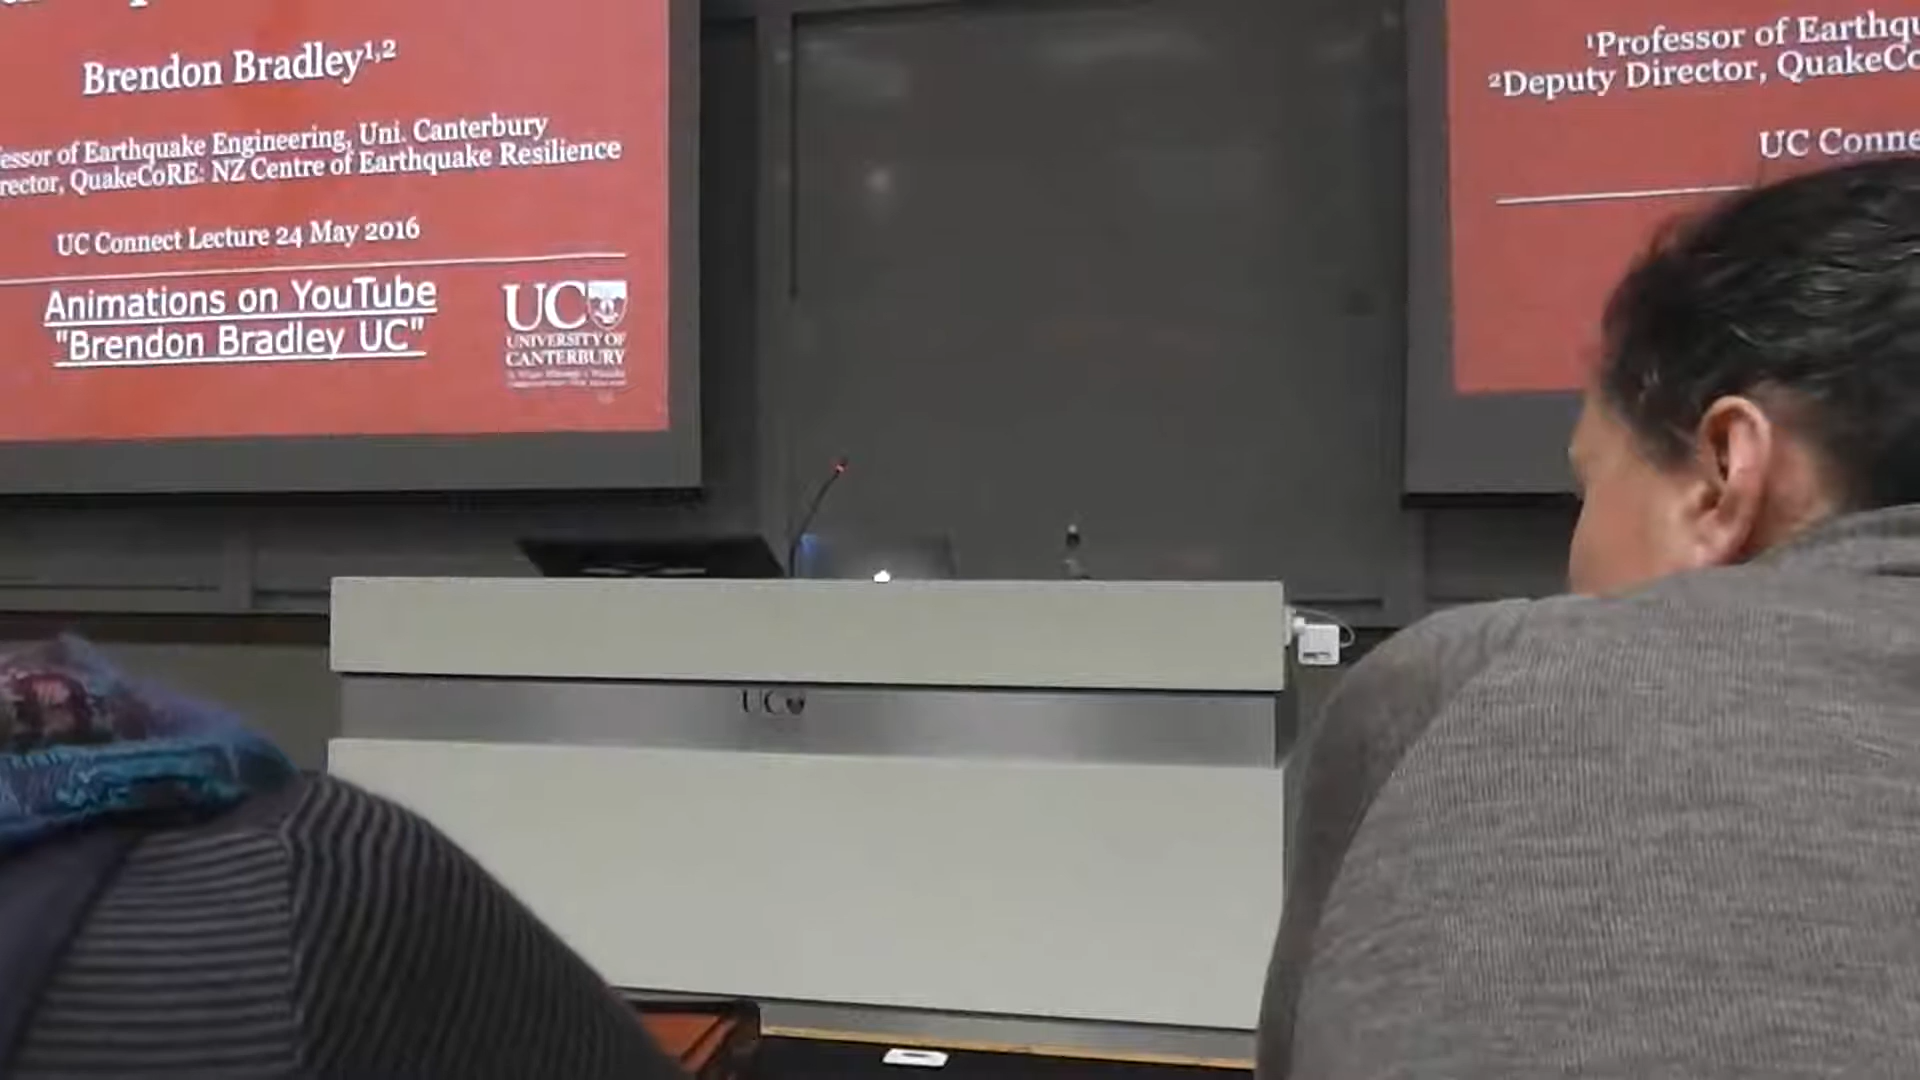 Brendon Bradley¹,²
essor of Earthquake Engineering, Uni. Canterbury
rector, QuakeCoRE: NZ Centre of Earthquake Resilience
UC Connect Lecture 24 May 2016
Animations on YouTube
"Brendon Bradley UC"
UC
UNIVERSITY OF
CANTERBURY
¹Professor of Earthqu
²Deputy Director, QuakeCo
UC Conne
UC